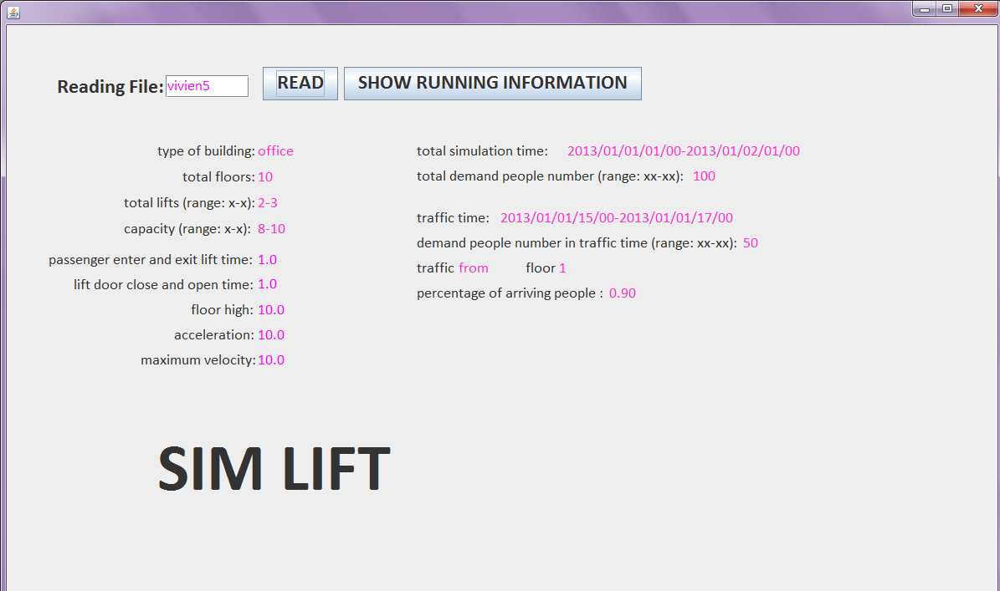 Reading File: vivien5 READ SHOW RUNNING INFORMATION
type of building: office
total floors: 10
total lifts (range: x-x): 2-3
capacity (range: x-x): 8-10
passenger enter and exit lift time: 1.0
lift door close and open time: 1.0
floor high: 10.0
acceleration: 10.0
maximum velocity: 10.0
total simulation time: 2013/01/01/01/00-2013/01/02/01/00
total demand people number (range: xx-xx): 100
traffic time: 2013/01/01/15/00-2013/01/01/17/00
demand people number in traffic time (range: xx-xx): 50
traffic from floor 1
percentage of arriving people : 0.90
SIM LIFT